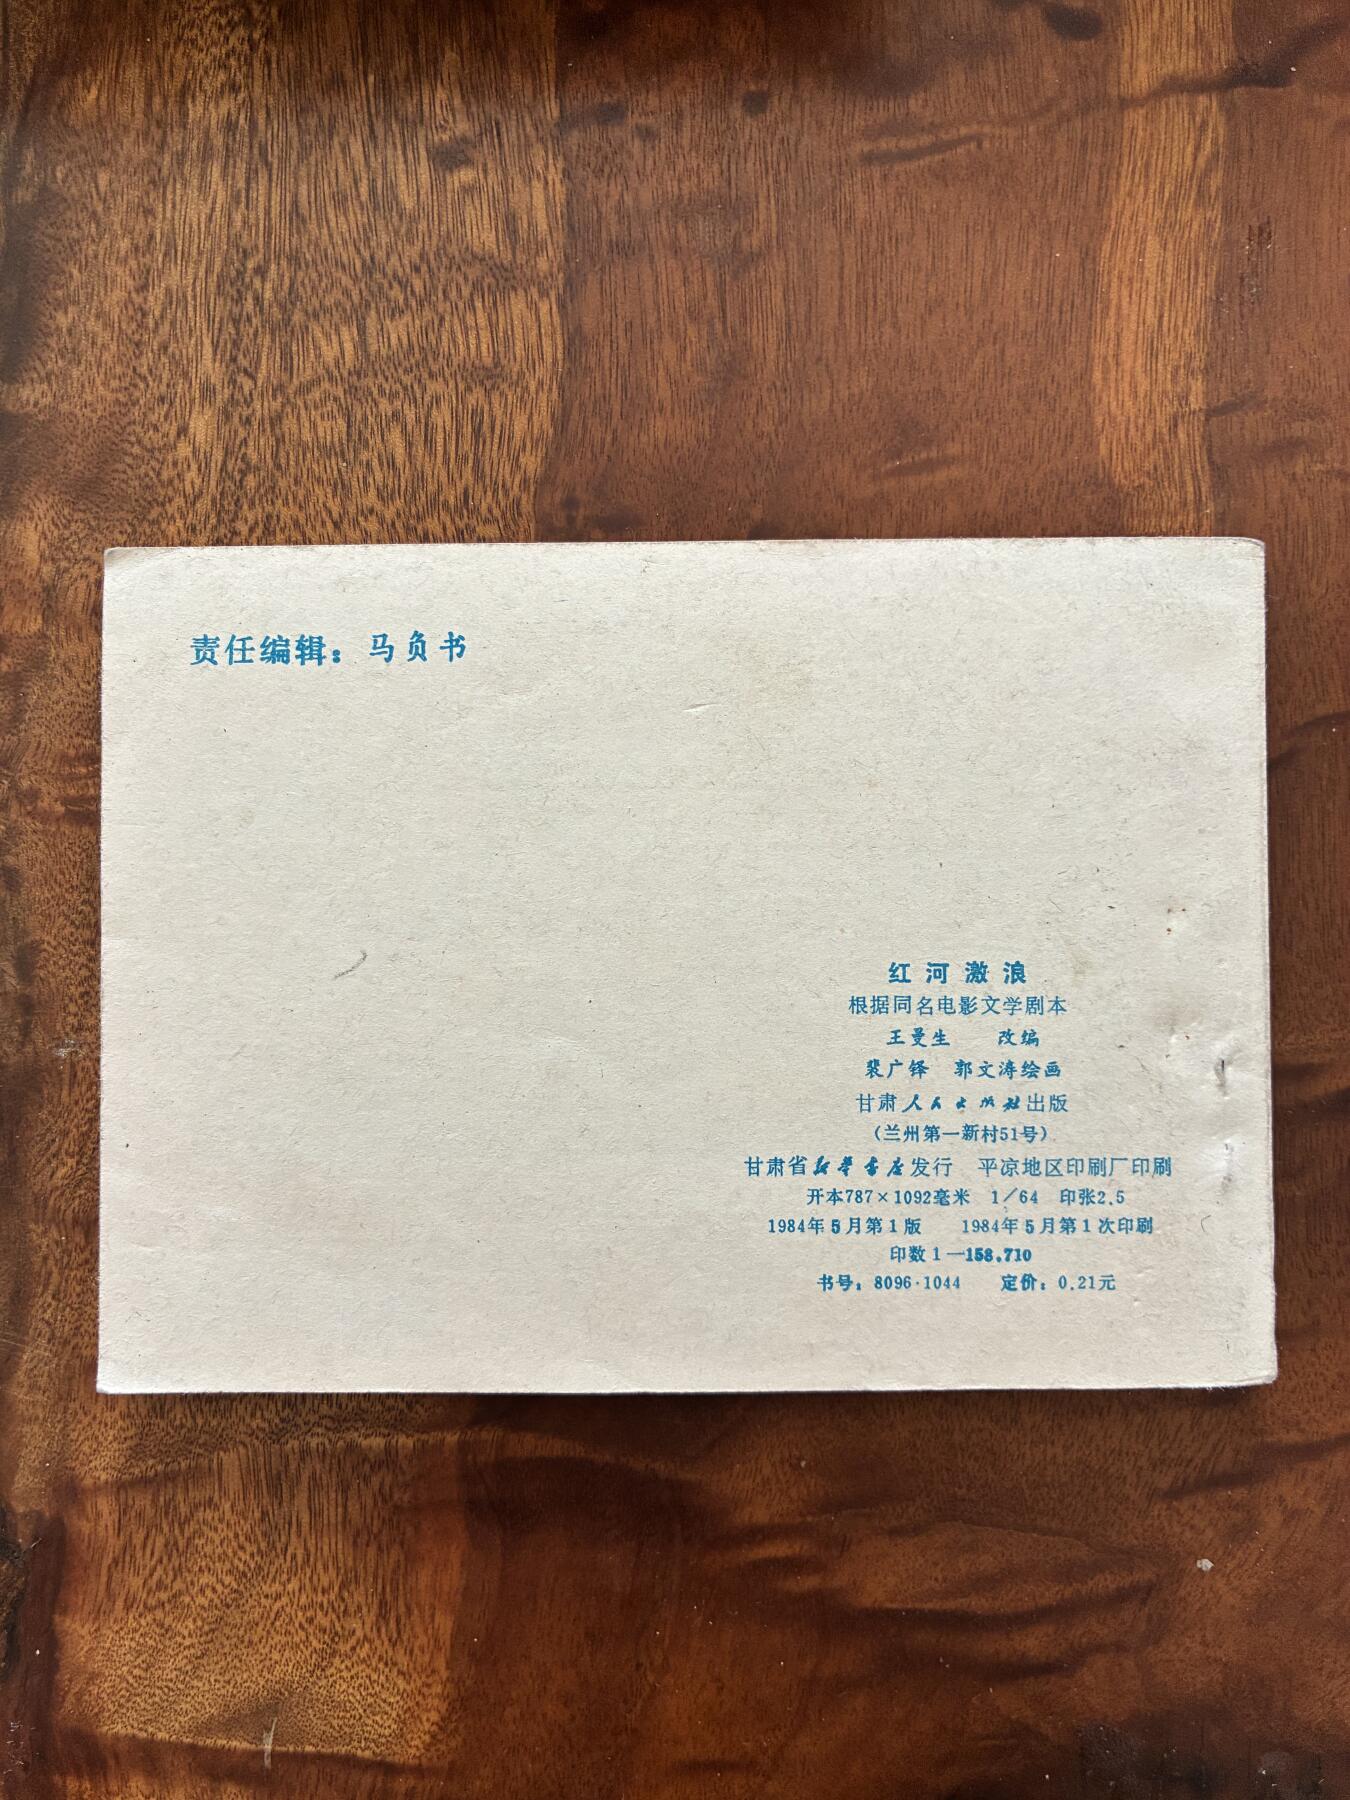 责任编辑：马负书
红河激浪
根据同名电影文学剧本
王曼生　　改编
裴广铎　郭文涛绘画
甘肃人民出版社出版
（兰州第一新村51号）
甘肃省新华书店发行　平凉地区印刷厂印刷
开本787×1092毫米　1/64　印张2.5
1984年5月第1版　　1984年5月第1次印刷
印数1—158,710
书号：8096·1044　　定价：0.21元